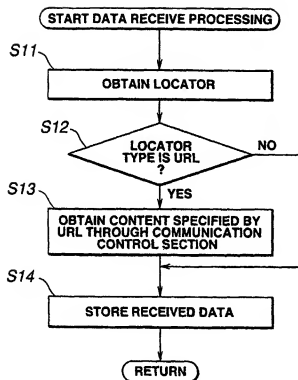 START DATA RECEIVE PROCESSING
S11
OBTAIN LOCATOR
S12
LOCATOR
TYPE IS URL
?
NO
YES
S13
OBTAIN CONTENT SPECIFIED BY
URL THROUGH COMMUNICATION
CONTROL SECTION
S14
STORE RECEIVED DATA
RETURN